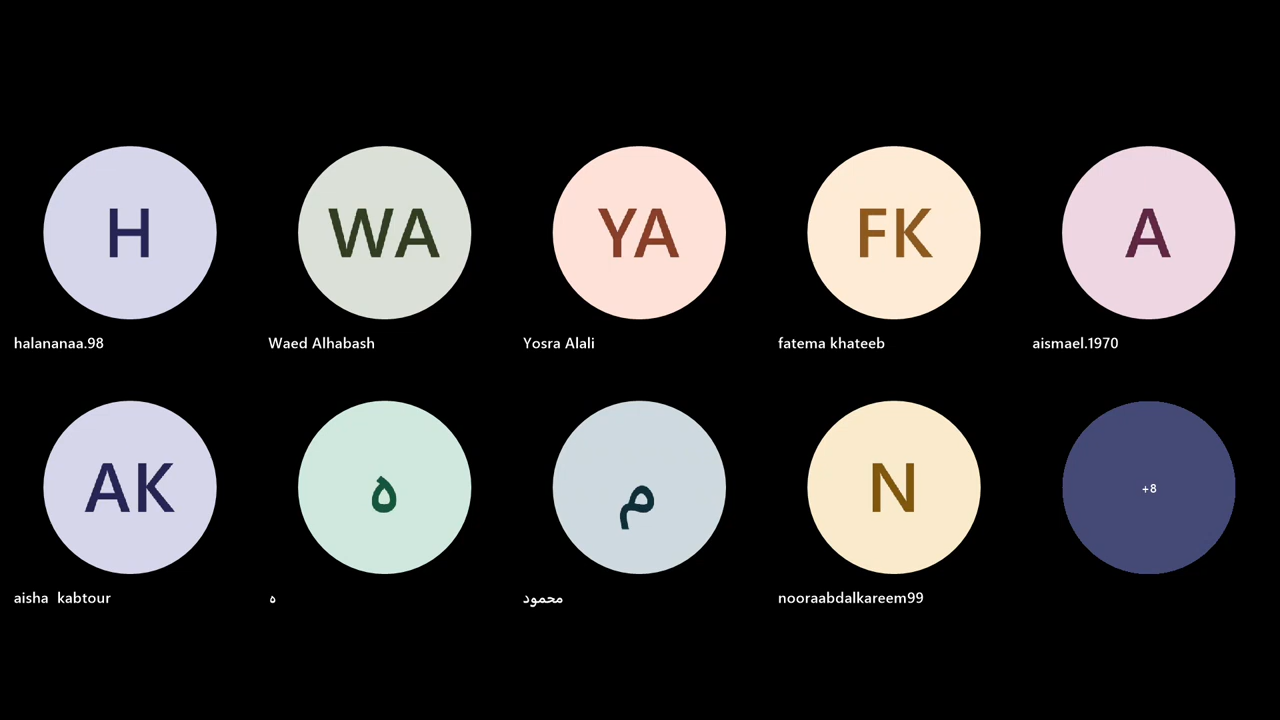 H
WA
YA
FK
A
halananaa.98
Waed Alhabash
Yosra Alali
fatema khateeb
aismael.1970
AK
ه
م
N
+8
aisha  kabtour
ه
محمود
nooraabdalkareem99